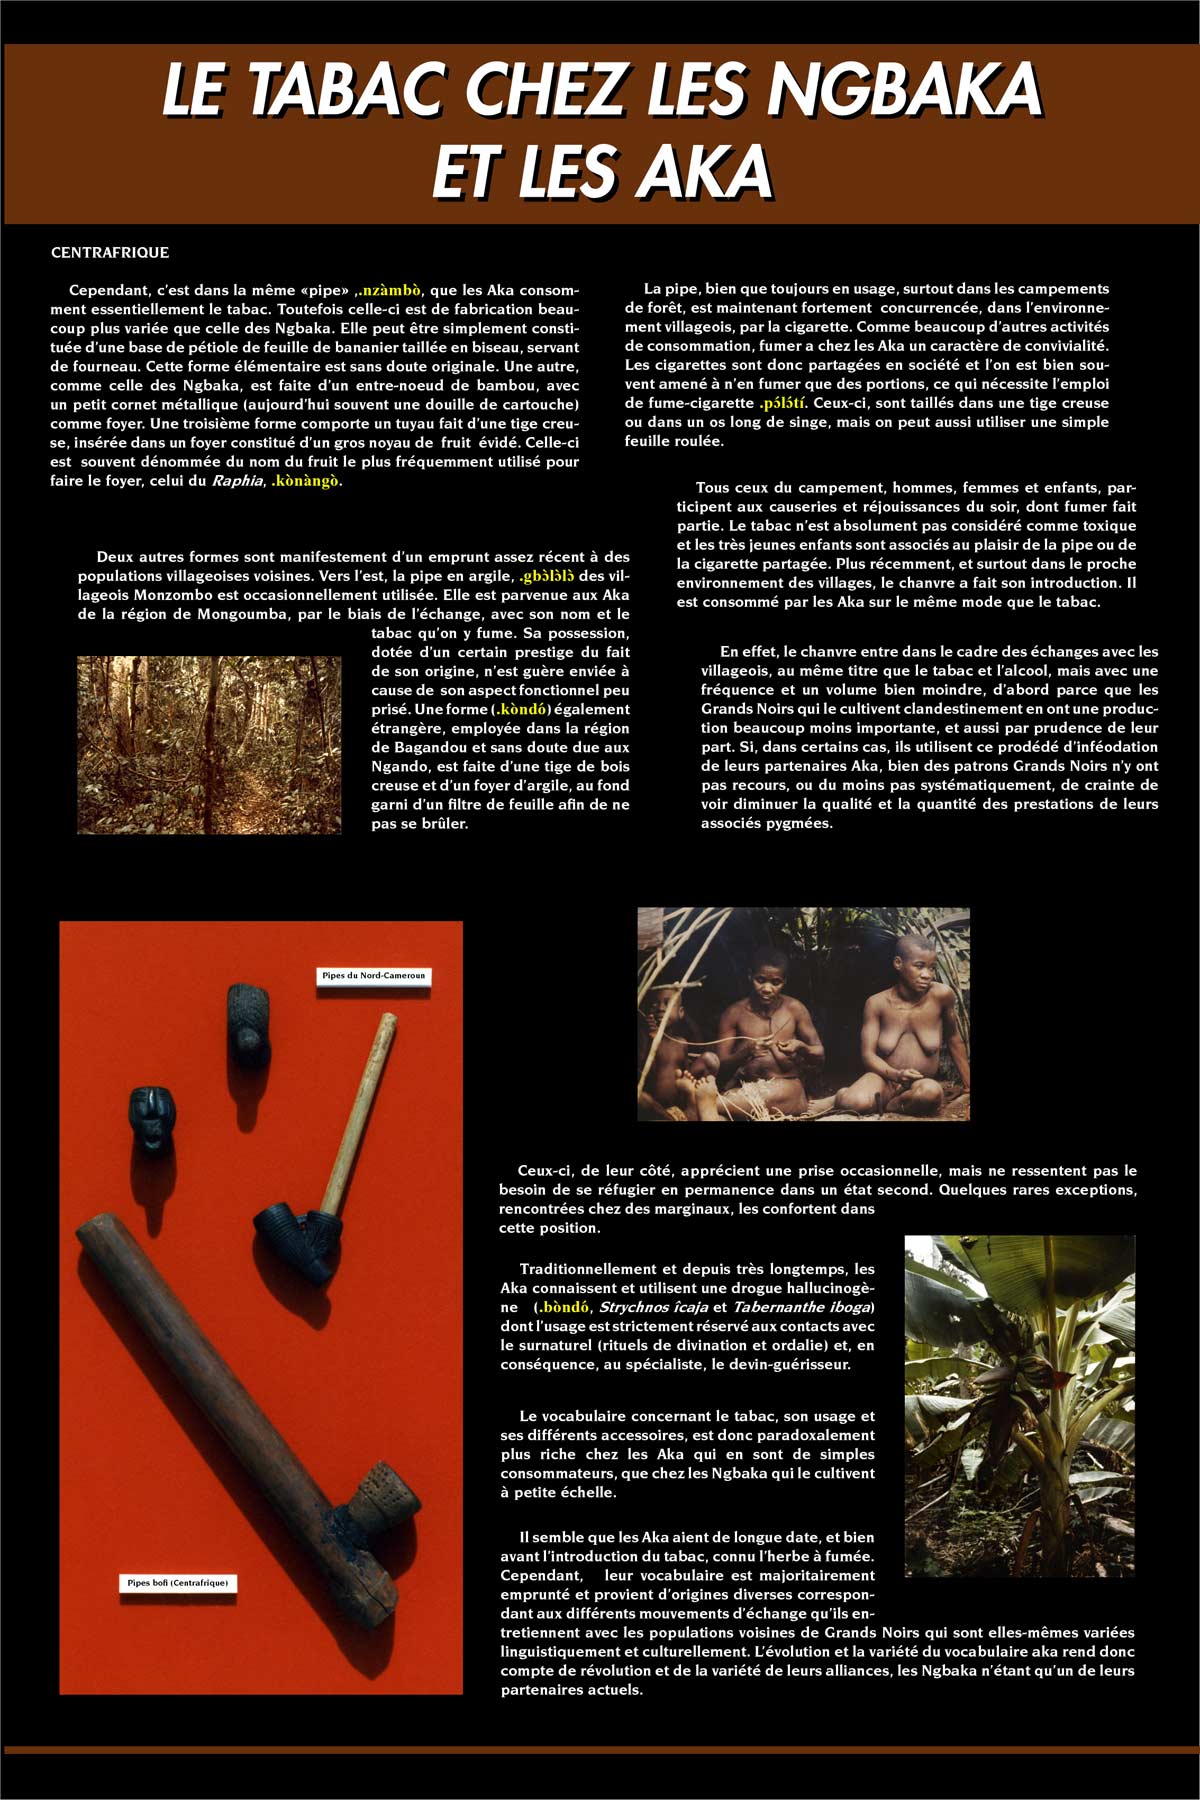 LE TABAC CHEZ LES NGBAKA
ET LES AKA
CENTRAFRIQUE
Cependant, c’est dans la même «pipe» ,.nzàmbò, que les Aka consom-
ment essentiellement le tabac. Toutefois celle-ci est de fabrication beau-
coup plus variée que celle des Ngbaka. Elle peut être simplement consti-
tuée d’une base de pétiole de feuille de bananier taillée en biseau, servant
de fourneau. Cette forme élémentaire est sans doute originale. Une autre,
comme celle des Ngbaka, est faite d’un entre-noeud de bambou, avec
un petit cornet métallique (aujourd’hui souvent une douille de cartouche)
comme foyer. Une troisième forme comporte un tuyau fait d’une tige creu-
se, insérée dans un foyer constitué d’un gros noyau de fruit évidé. Celle-ci
est souvent dénommée du nom du fruit le plus fréquemment utilisé pour
faire le foyer, celui du Raphia, .kònàngò.
Deux autres formes sont manifestement d’un emprunt assez récent à des
populations villageoises voisines. Vers l’est, la pipe en argile, .gbɔ̀lɔ̀lɔ̀ des vil-
lageois Monzombo est occasionnellement utilisée. Elle est parvenue aux Aka
de la région de Mongoumba, par le biais de l’échange, avec son nom et le
tabac qu’on y fume. Sa possession,
dotée d’un certain prestige du fait
de son origine, n’est guère enviée à
cause de son aspect fonctionnel peu
prisé. Une forme (.kòndó) également
étrangère, employée dans la région
de Bagandou et sans doute due aux
Ngando, est faite d’une tige de bois
creuse et d’un foyer d’argile, au fond
garni d’un filtre de feuille afin de ne
pas se brûler.
La pipe, bien que toujours en usage, surtout dans les campements
de forêt, est maintenant fortement concurrencée, dans l’environne-
ment villageois, par la cigarette. Comme beaucoup d’autres activités
de consommation, fumer a chez les Aka un caractère de convivialité.
Les cigarettes sont donc partagées en société et l’on est bien sou-
vent amené à n’en fumer que des portions, ce qui nécessite l’emploi
de fume-cigarette .pɔ́lɔ́tí. Ceux-ci, sont taillés dans une tige creuse
ou dans un os long de singe, mais on peut aussi utiliser une simple
feuille roulée.
Tous ceux du campement, hommes, femmes et enfants, par-
ticipent aux causeries et réjouissances du soir, dont fumer fait
partie. Le tabac n’est absolument pas considéré comme toxique
et les très jeunes enfants sont associés au plaisir de la pipe ou de
la cigarette partagée. Plus récemment, et surtout dans le proche
environnement des villages, le chanvre a fait son introduction. Il
est consommé par les Aka sur le même mode que le tabac.
En effet, le chanvre entre dans le cadre des échanges avec les
villageois, au même titre que le tabac et l’alcool, mais avec une
fréquence et un volume bien moindre, d’abord parce que les
Grands Noirs qui le cultivent clandestinement en ont une produc-
tion beaucoup moins importante, et aussi par prudence de leur
part. Si, dans certains cas, ils utilisent ce prodédé d’inféodation
de leurs partenaires Aka, bien des patrons Grands Noirs n’y ont
pas recours, ou du moins pas systématiquement, de crainte de
voir diminuer la qualité et la quantité des prestations de leurs
associés pygmées.
Pipes du Nord-Cameroun
Pipes bofi (Centrafrique)
Ceux-ci, de leur côté, apprécient une prise occasionnelle, mais ne ressentent pas le
besoin de se réfugier en permanence dans un état second. Quelques rares exceptions,
rencontrées chez des marginaux, les confortent dans
cette position.
Traditionnellement et depuis très longtemps, les
Aka connaissent et utilisent une drogue hallucinogè-
ne (.bòndó, Strychnos îcaja et Tabernanthe iboga)
dont l’usage est strictement réservé aux contacts avec
le surnaturel (rituels de divination et ordalie) et, en
conséquence, au spécialiste, le devin-guérisseur.
Le vocabulaire concernant le tabac, son usage et
ses différents accessoires, est donc paradoxalement
plus riche chez les Aka qui en sont de simples
consommateurs, que chez les Ngbaka qui le cultivent
à petite échelle.
Il semble que les Aka aient de longue date, et bien
avant l’introduction du tabac, connu l’herbe à fumée.
Cependant, leur vocabulaire est majoritairement
emprunté et provient d’origines diverses correspon-
dant aux différents mouvements d’échange qu’ils en-
tretiennent avec les populations voisines de Grands Noirs qui sont elles-mêmes variées
linguistiquement et culturellement. L’évolution et la variété du vocabulaire aka rend donc
compte de révolution et de la variété de leurs alliances, les Ngbaka n’étant qu’un de leurs
partenaires actuels.